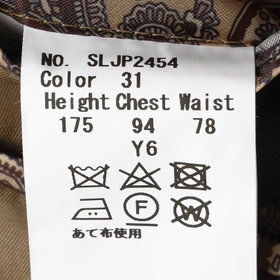 NO. SLJP2454
Color 31
Height Chest Waist
175 94 78
Y6
F W
あて布使用